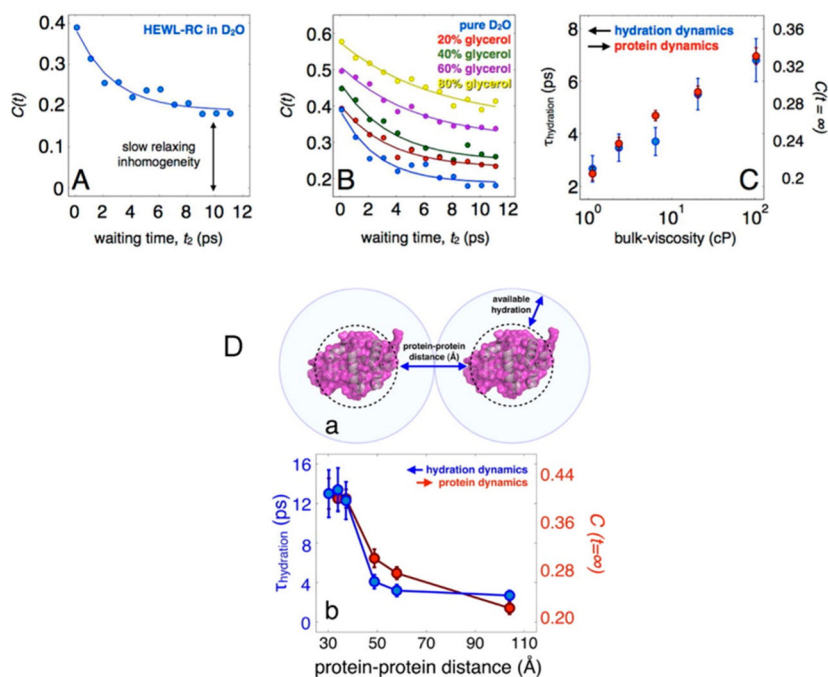 HEWL-RC in D₂O
0.4
0.3
0.2
0.1
0
C(t)
slow relaxing
inhomogeneity
A
0 2 4 6 8 10 12
waiting time, t₂ (ps)
pure D₂O
20% glycerol
40% glycerol
60% glycerol
80% glycerol
0.6
0.5
0.4
0.3
0.2
C(t)
B
0 2 4 6 8 10 12
waiting time, t₂ (ps)
hydration dynamics
protein dynamics
8
6
4
2
τhydration (ps)
0.36
0.32
0.28
0.24
0.2
C(t = ∞)
C
10⁰ 10¹ 10²
bulk-viscosity (cP)
D
available
hydration
protein-protein
distance (Å)
a
hydration dynamics
protein dynamics
16
12
8
4
0
τhydration (ps)
0.44
0.36
0.28
0.20
C (t=∞)
b
30 50 70 90 110
protein-protein distance (Å)